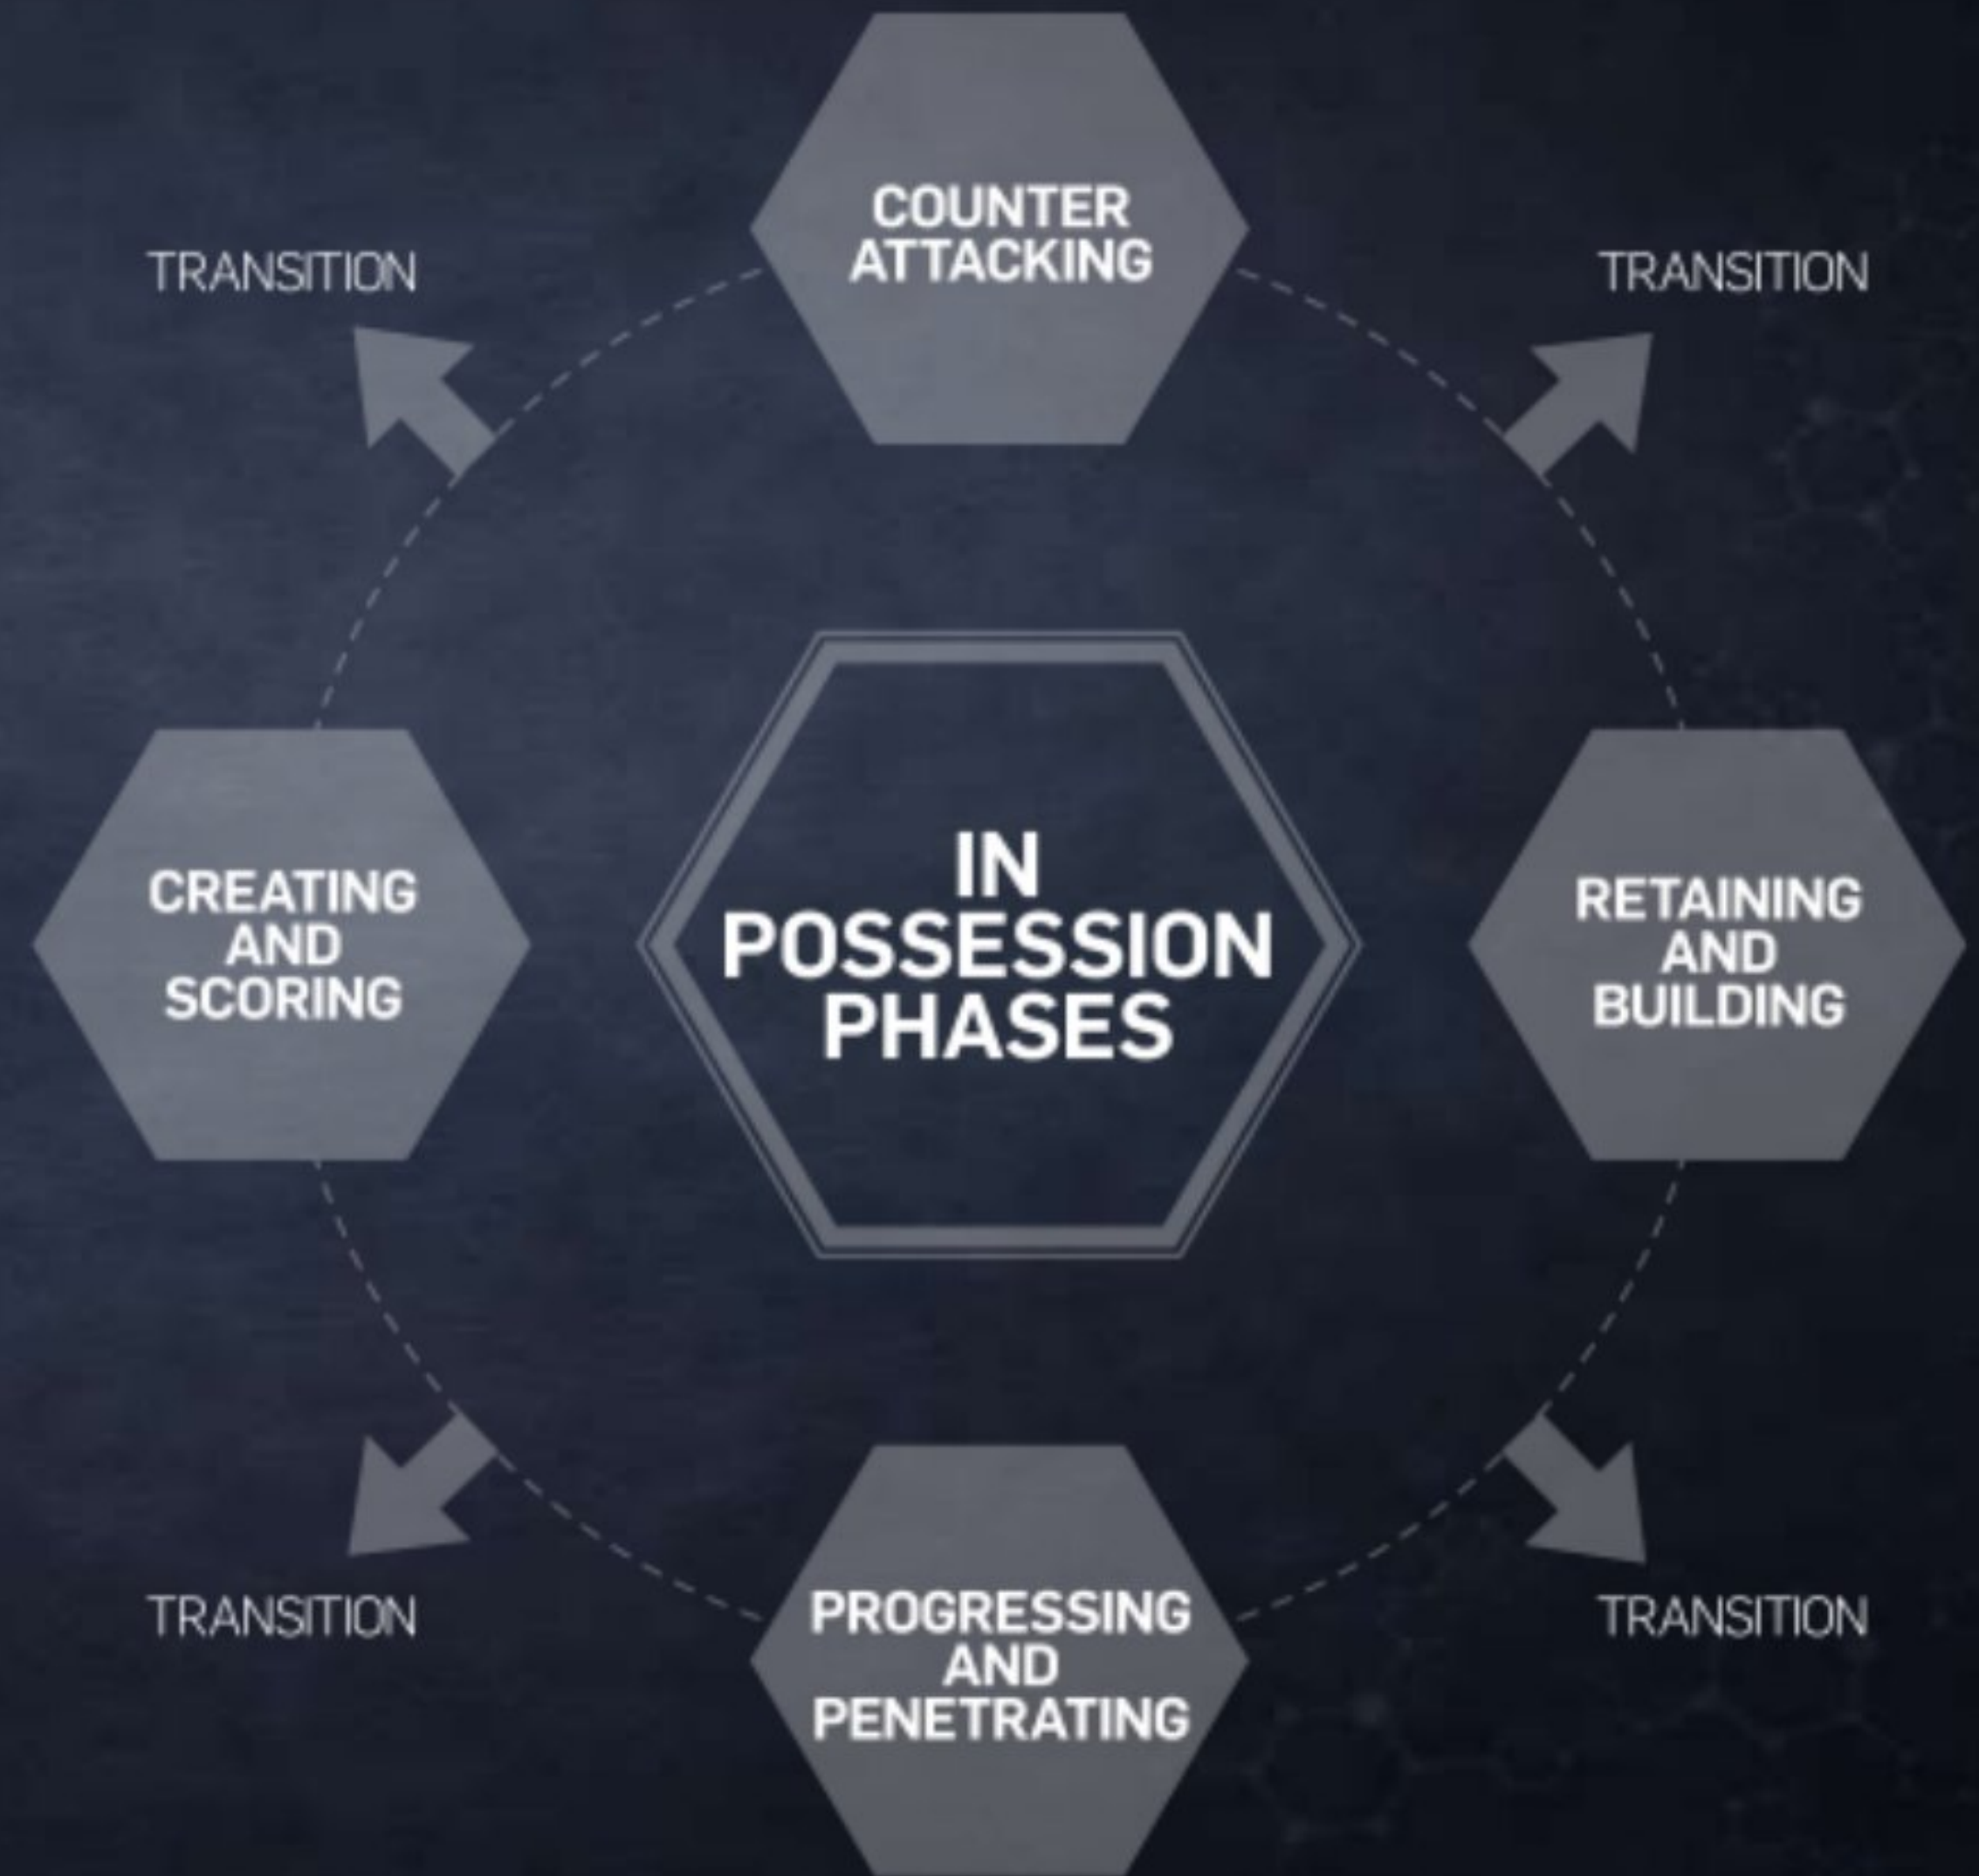 COUNTER
ATTACKING
TRANSITION
TRANSITION
CREATING
AND
SCORING
IN
POSSESSION
PHASES
RETAINING
AND
BUILDING
TRANSITION
PROGRESSING
AND
PENETRATING
TRANSITION